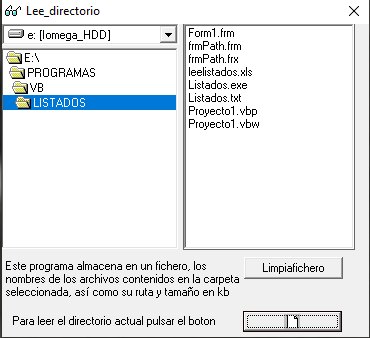 Lee_directorio
e: [Iomega_HDD]
E:\
PROGRAMAS
VB
LISTADOS
Form1.frm
frmPath.frm
frmPath.frx
leelistados.xls
Listados.exe
Listados.txt
Proyecto1.vbp
Proyecto1.vbw
Este programa almacena en un fichero, los
nombres de los archivos contenidos en la carpeta
seleccionada, así como su ruta y tamaño en kb
Limpiafichero
Para leer el directorio actual pulsar el boton